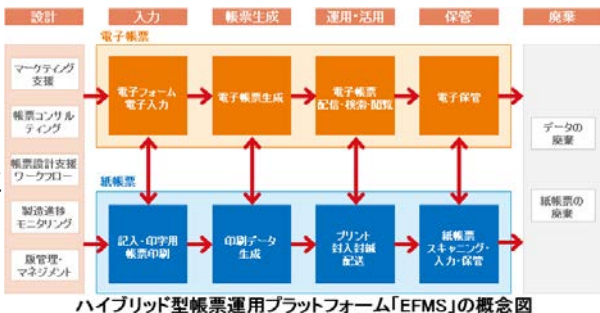 設計
入力
帳票生成
運用・活用
保管
廃棄
電子帳票
マーケティング
支援
帳票コンサル
ティング
帳票設計支援
ワークフロー
製造進捗
モニタリング
版管理・
マネジメント
電子フォーム
電子入力
電子帳票生成
電子帳票
配信・検索・閲覧
電子保管
紙帳票
記入・印字用
帳票印刷
印刷データ
生成
プリント
封入封緘
配送
紙帳票
スキャニング・
入力・保管
データの
廃棄
紙帳票の
廃棄
ハイブリッド型帳票運用プラットフォーム「EFMS」の概念図